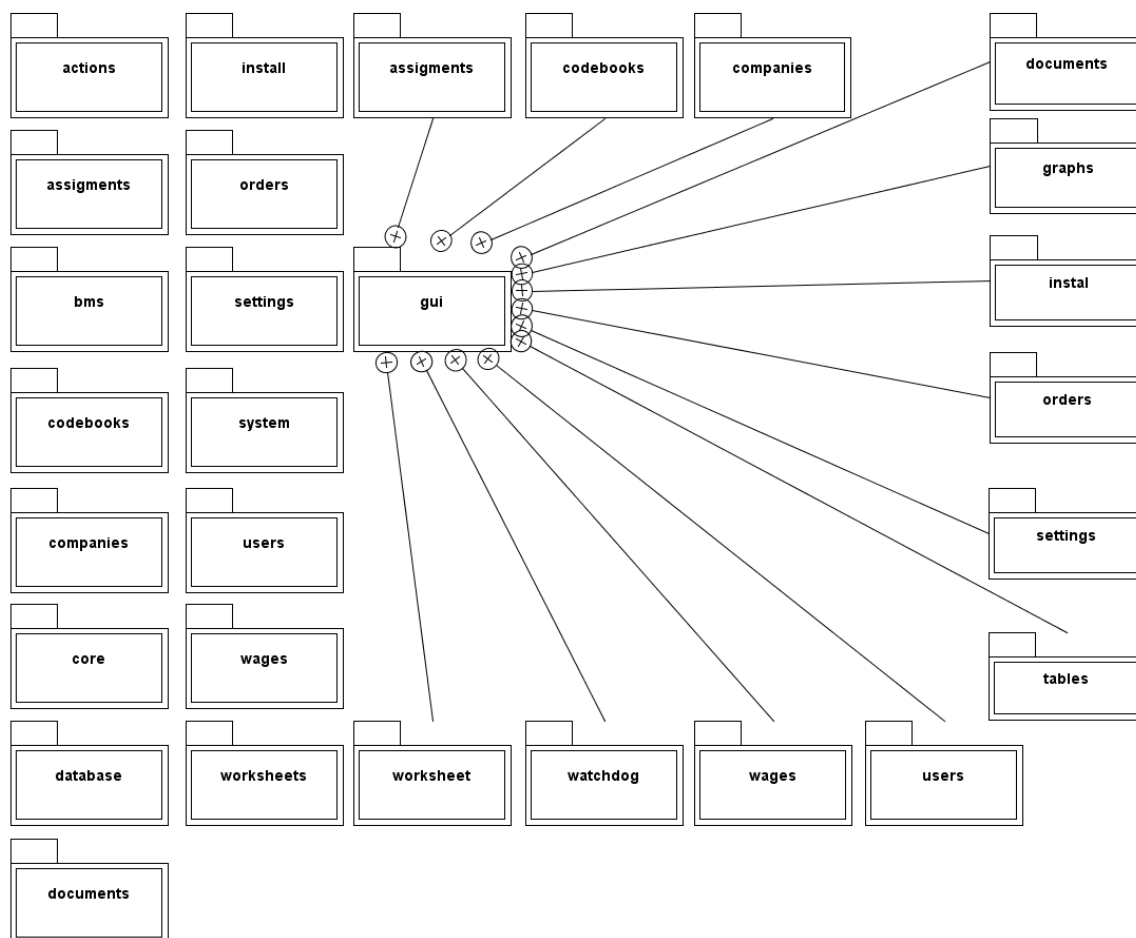 actions
install
assigments
codebooks
companies
documents
assigments
orders
graphs
bms
settings
gui
instal
codebooks
system
orders
companies
users
settings
core
wages
tables
database
worksheets
worksheet
watchdog
wages
users
documents